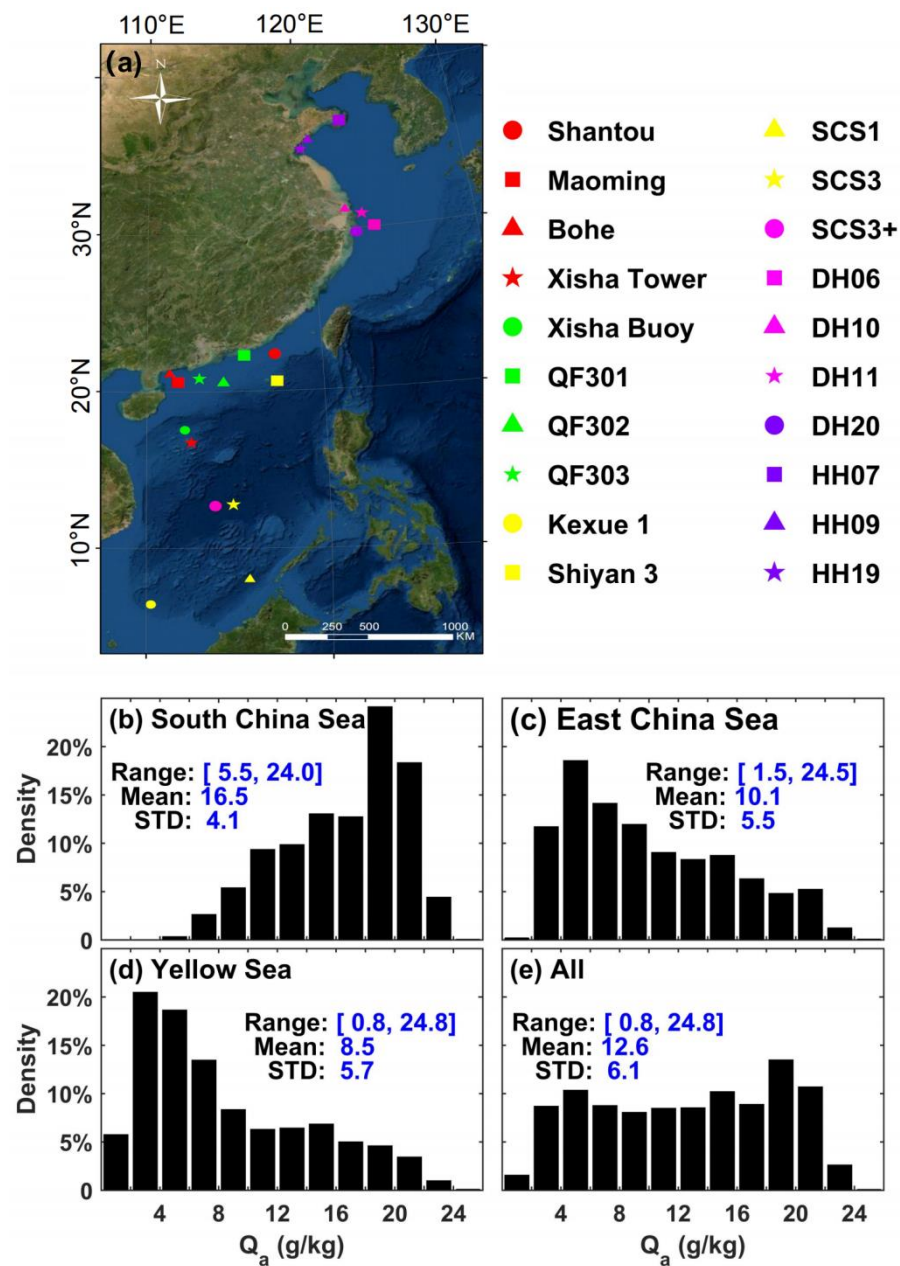 110°E 120°E 130°E
(a)
N
30°N
20°N
10°N
0 250 500 1000
KM
Shantou
Maoming
Bohe
Xisha Tower
Xisha Buoy
QF301
QF302
QF303
Kexue 1
Shiyan 3
SCS1
SCS3
SCS3+
DH06
DH10
DH11
DH20
HH07
HH09
HH19
(b) South China Sea
Range: [ 5.5, 24.0]
Mean: 16.5
STD: 4.1
Density
20%
15%
10%
5%
0
(c) East China Sea
Range: [ 1.5, 24.5]
Mean: 10.1
STD: 5.5
(d) Yellow Sea
Range: [ 0.8, 24.8]
Mean: 8.5
STD: 5.7
Density
20%
15%
10%
5%
0
4 8 12 16 20 24
Qa (g/kg)
(e) All
Range: [ 0.8, 24.8]
Mean: 12.6
STD: 6.1
4 8 12 16 20 24
Qa (g/kg)